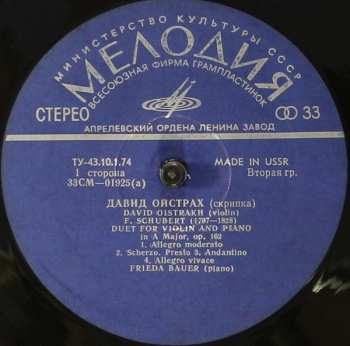 МИНИСТЕРСТВО КУЛЬТУРЫ СССР
МЕЛОДИЯ
ВСЕСОЮЗНАЯ ФИРМА ГРАМПЛАСТИНОК
СТЕРЕО
33
АПРЕЛЕВСКИЙ ОРДЕНА ЛЕНИНА ЗАВОД
ТУ-43.10.1.74
MADE IN USSR
1 сторона
Вторая гр.
33СМ—01925(а)
ДАВИД ОЙСТРАХ (скрипка)
DAVID OISTRAKH (violin)
F. SCHUBERT (1797—1828)
DUET FOR VIOLIN AND PIANO
in A Major, op. 162
1. Allegro moderato
2. Scherzo. Presto 3. Andantino
4. Allegro vivace
FRIEDA BAUER (piano)